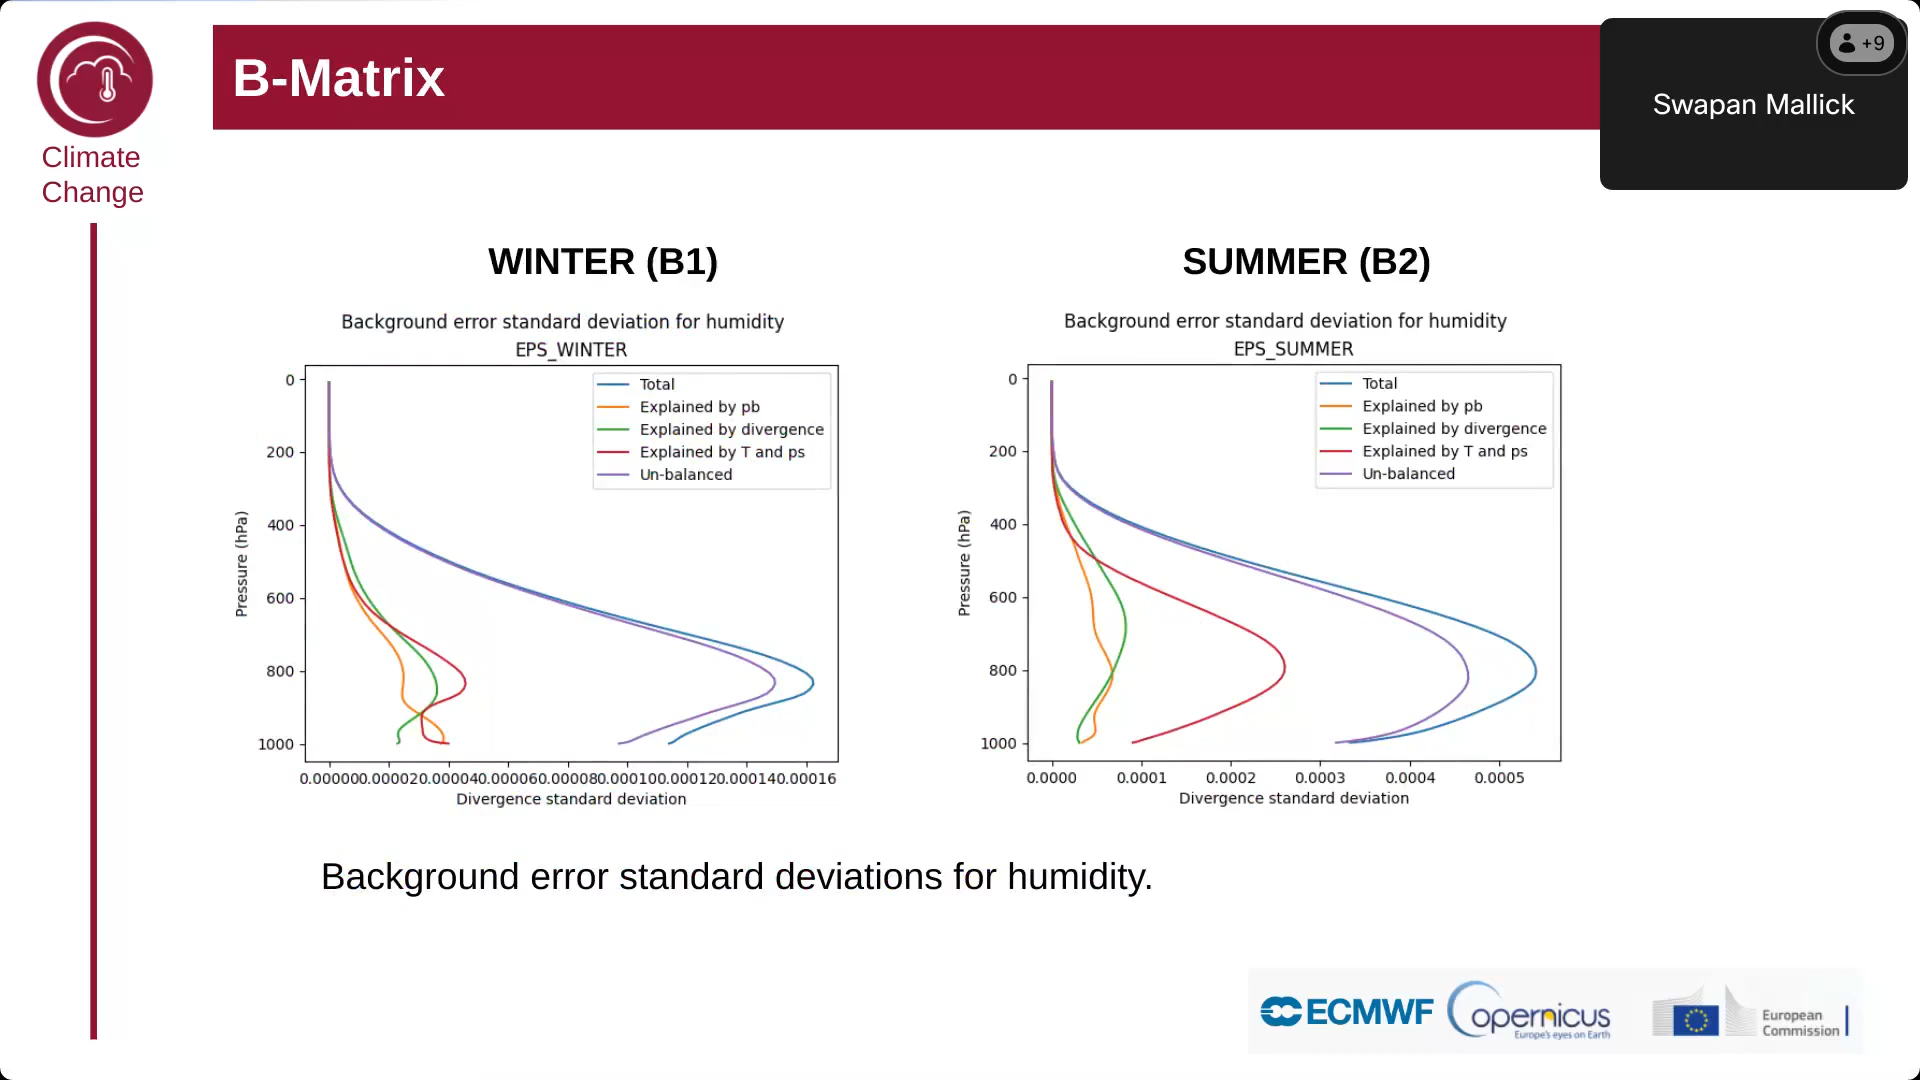 B-Matrix
+9
Swapan Mallick
Climate
Change
WINTER (B1)
SUMMER (B2)
Background error standard deviation for humidity
EPS_WINTER
Total
Explained by pb
Explained by divergence
Explained by T and ps
Un-balanced
0
200
400
600
800
1000
Pressure (hPa)
0.000000.000020.000040.000060.000080.000100.000120.000140.00016
Divergence standard deviation
Background error standard deviation for humidity
EPS_SUMMER
Total
Explained by pb
Explained by divergence
Explained by T and ps
Un-balanced
0
200
400
600
800
1000
Pressure (hPa)
0.0000 0.0001 0.0002 0.0003 0.0004 0.0005
Divergence standard deviation
Background error standard deviations for humidity.
ECMWF
opernicus
Europe's eyes on Earth
European
Commission